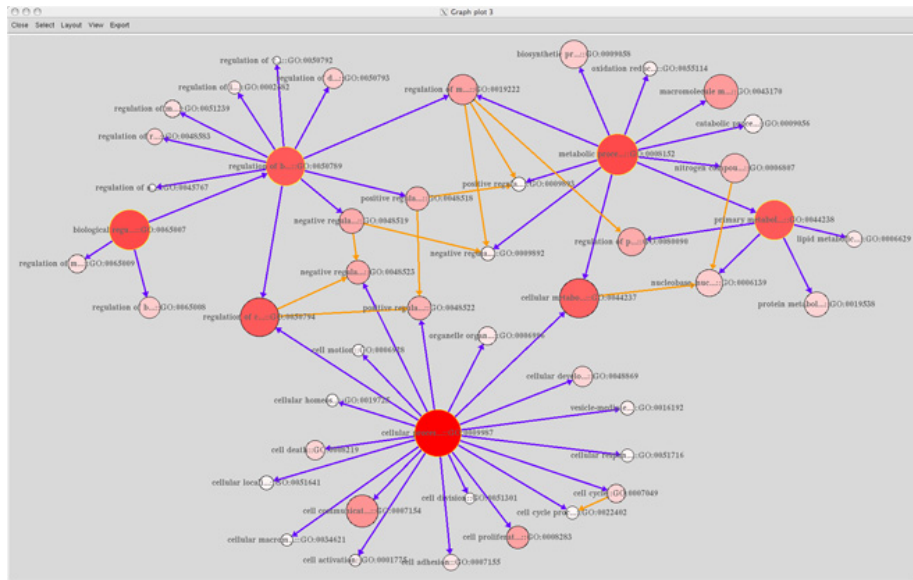 Graph plot 3
Close Select Layout View Export
regulation of GO:0050792
regulation of d...::GO:0050793
biosynthetic pr...::GO:0009058
oxidation reduc...::GO:0055114
regulation of m...::GO:0019222
macromolecule m...::GO:0043170
regulation of m...::GO:0051239
catabolic proce...::GO:0009056
regulation of r...::GO:0048583
metabolic proce...::GO:0008152
regulation of b...::GO:0050789
nitrogen compou...::GO:0006807
regulation of GO:0045767
positive regula...
positive regula...::GO:0048518
negative regula...::GO:0048519
primary metabol...::GO:0044238
biological regu...::GO:0065007
lipid metabolic...::GO:0006629
regulation of p...::GO:0080090
negative regula...::GO:0009892
regulation of m...::GO:0065009
negative regula...::GO:0048523
nucleobase, nuc...::GO:0006139
cellular metabo...::GO:0044237
regulation of b...::GO:0065008
positive regula...::GO:0048522
protein metabol...::GO:0019538
regulation of c...::GO:0050794
organelle organ...::GO:0006996
cell motion::GO:0006928
cellular develo...::GO:0048869
cellular homeos...::GO:0019725
vesicle-mediate...::GO:0016192
cellular proces...::GO:0009987
cell death::GO:0008219
cellular respon...::GO:0051716
cellular locali...::GO:0051641
cell cycle::GO:0007049
cell division::GO:0051301
cell communicat...::GO:0007154
cell cycle proc...::GO:0022402
cellular macrom...::GO:0034621
cell proliferat...::GO:0008283
cell activation::GO:0001775
cell adhesion::GO:0007155